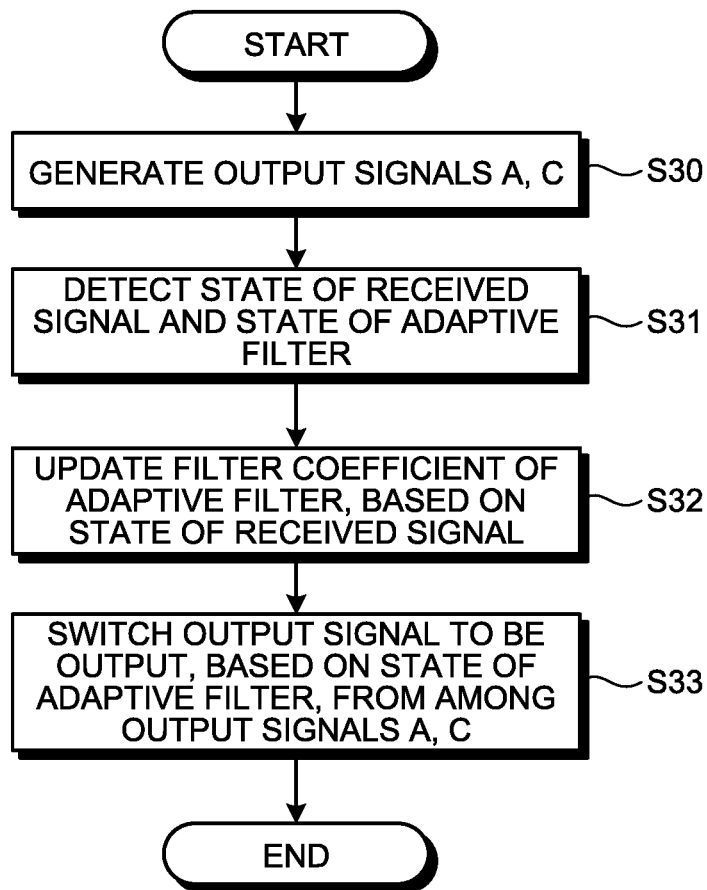 START
GENERATE OUTPUT SIGNALS A, C
S30
DETECT STATE OF RECEIVED
SIGNAL AND STATE OF ADAPTIVE
FILTER
S31
UPDATE FILTER COEFFICIENT OF
ADAPTIVE FILTER, BASED ON
STATE OF RECEIVED SIGNAL
S32
SWITCH OUTPUT SIGNAL TO BE
OUTPUT, BASED ON STATE OF
ADAPTIVE FILTER, FROM AMONG
OUTPUT SIGNALS A, C
S33
END